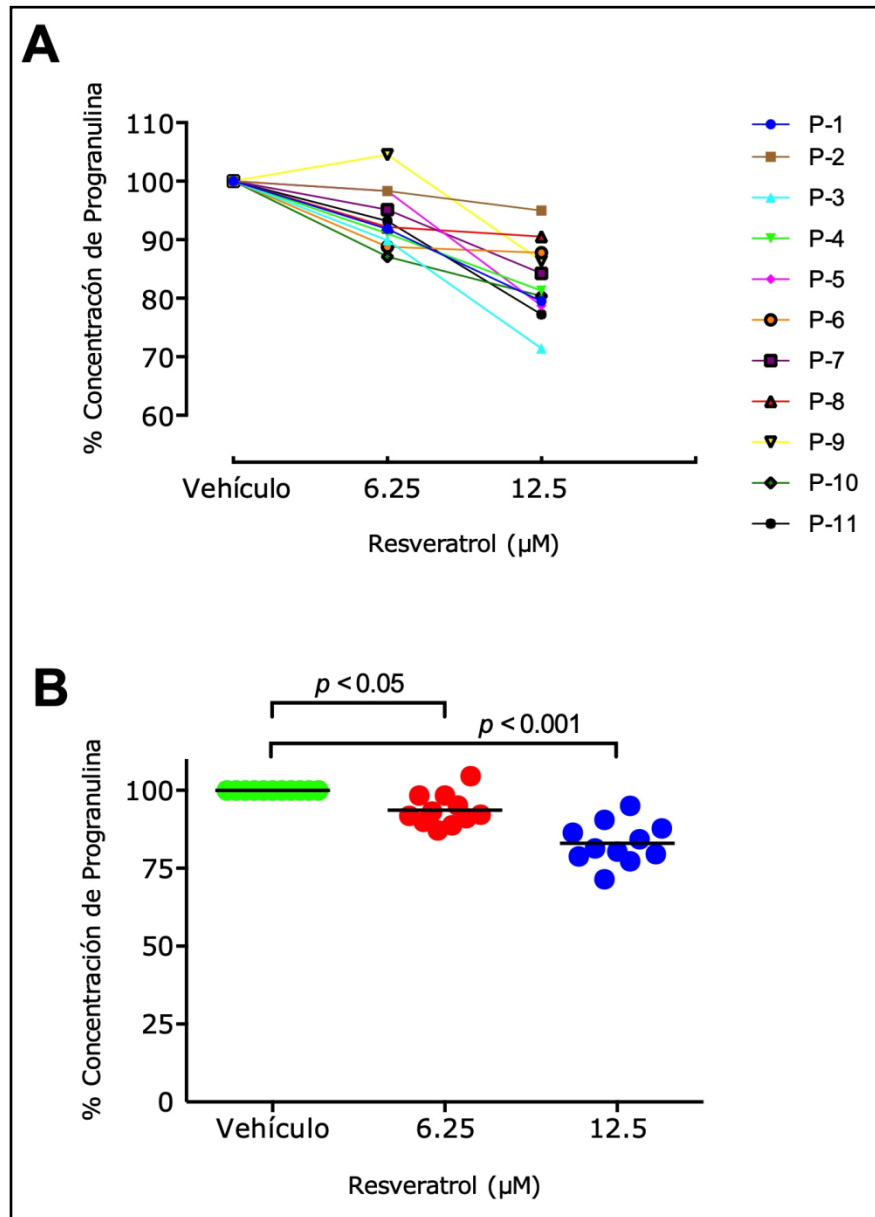 A
% Concentracón de Progranulina
110
100
90
80
70
60
Vehículo 6.25 12.5
Resveratrol (µM)
P-1
P-2
P-3
P-4
P-5
P-6
P-7
P-8
P-9
P-10
P-11
B
p < 0.05
p < 0.001
% Concentración de Progranulina
100
75
50
25
0
Vehículo 6.25 12.5
Resveratrol (µM)